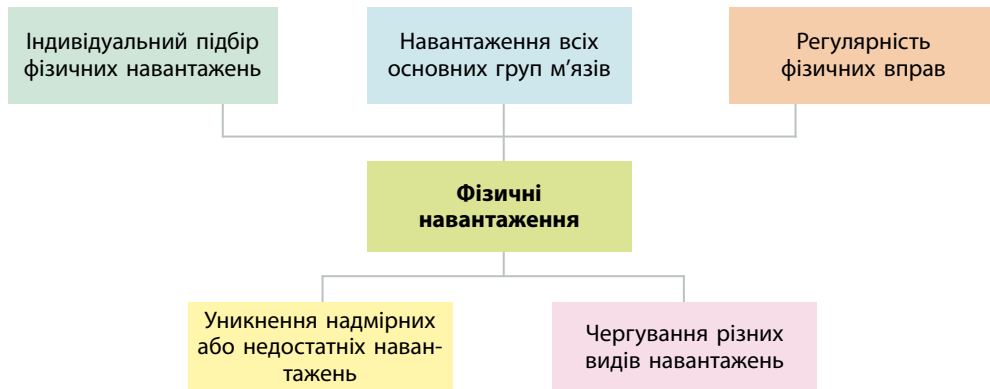 Індивідуальний підбір
фізичних навантажень
Навантаження всіх
основних груп м’язів
Регулярність
фізичних вправ
Фізичні
навантаження
Уникнення надмірних
або недостатніх наван-
тажень
Чергування різних
видів навантажень